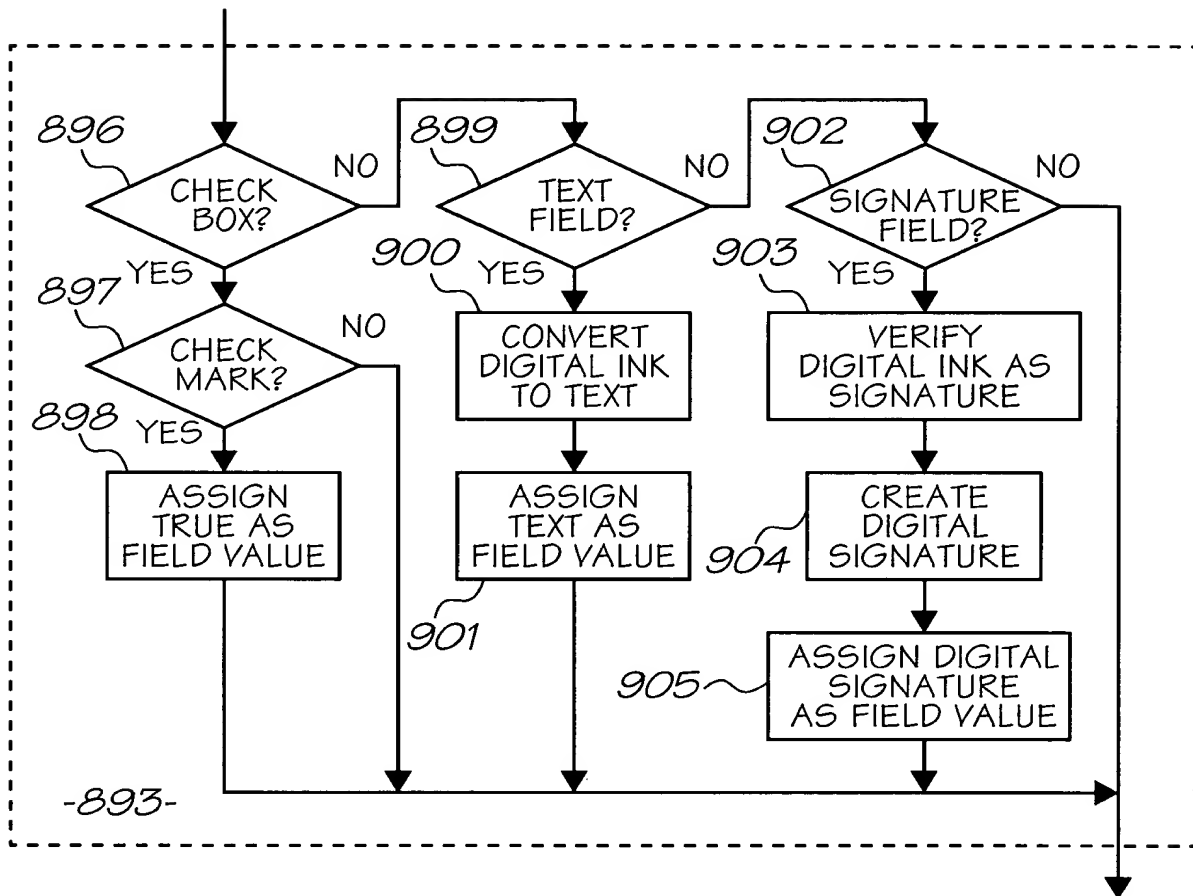 896
CHECK
BOX?
NO
YES
897
CHECK
MARK?
NO
YES
898
ASSIGN
TRUE AS
FIELD VALUE
899
TEXT
FIELD?
NO
YES
900
CONVERT
DIGITAL INK
TO TEXT
ASSIGN
TEXT AS
FIELD VALUE
901
902
SIGNATURE
FIELD?
NO
YES
903
VERIFY
DIGITAL INK AS
SIGNATURE
CREATE
DIGITAL
SIGNATURE
904
ASSIGN DIGITAL
SIGNATURE
AS FIELD VALUE
905
-893-